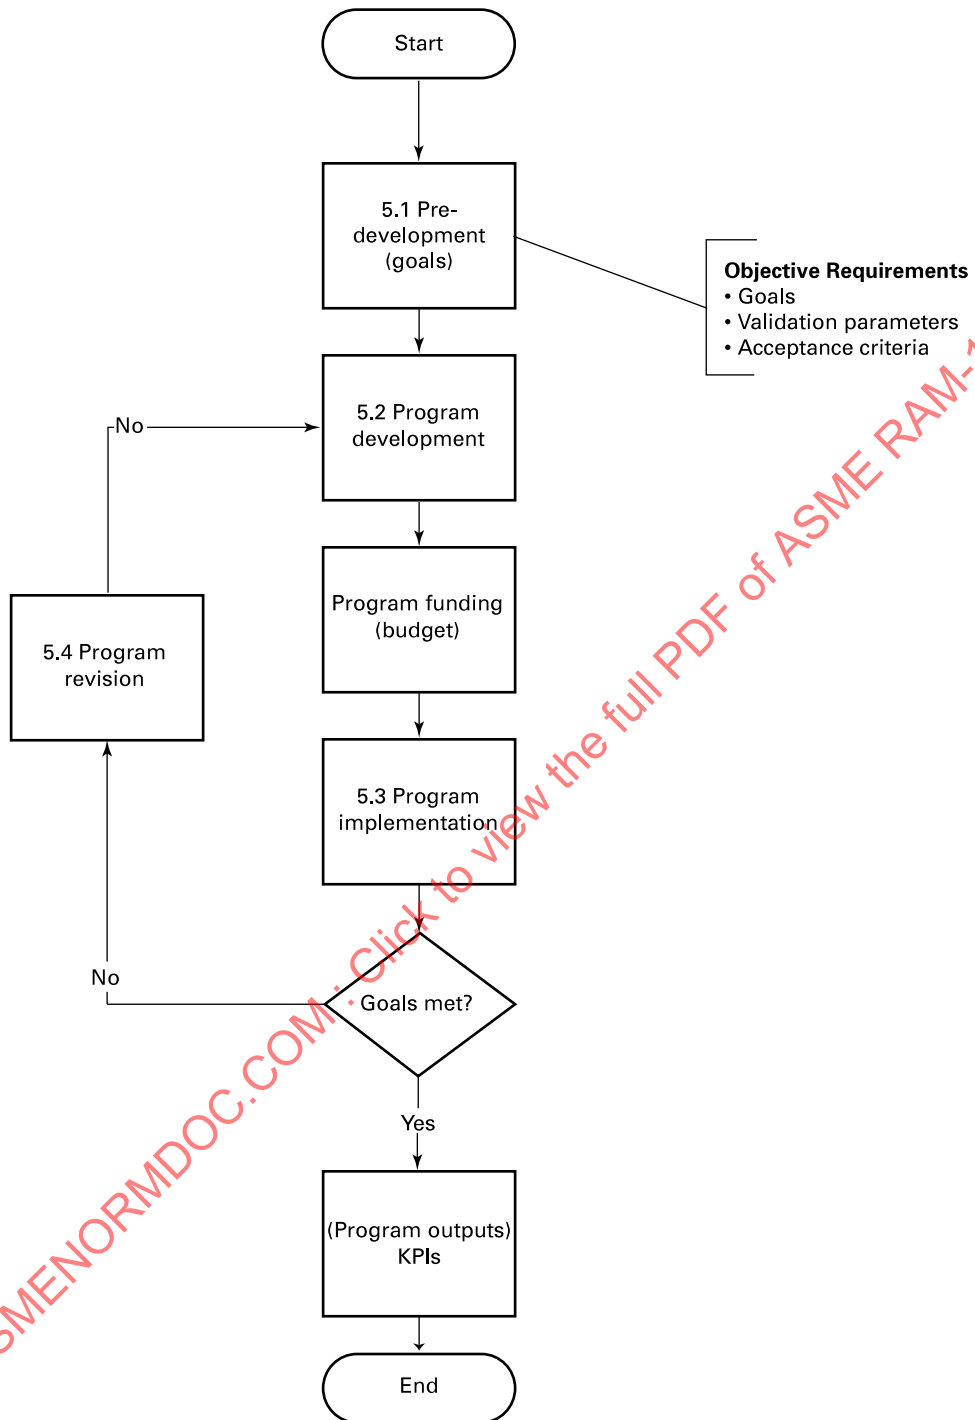 Start
5.1 Pre-
development
(goals)
Objective Requirements
• Goals
• Validation parameters
• Acceptance criteria
5.2 Program
development
No
Program funding
(budget)
5.4 Program
revision
5.3 Program
implementation
No
Goals met?
Yes
(Program outputs)
KPIs
End
SMENORMDOC.COM : Click to view the full PDF of ASME RAM-1